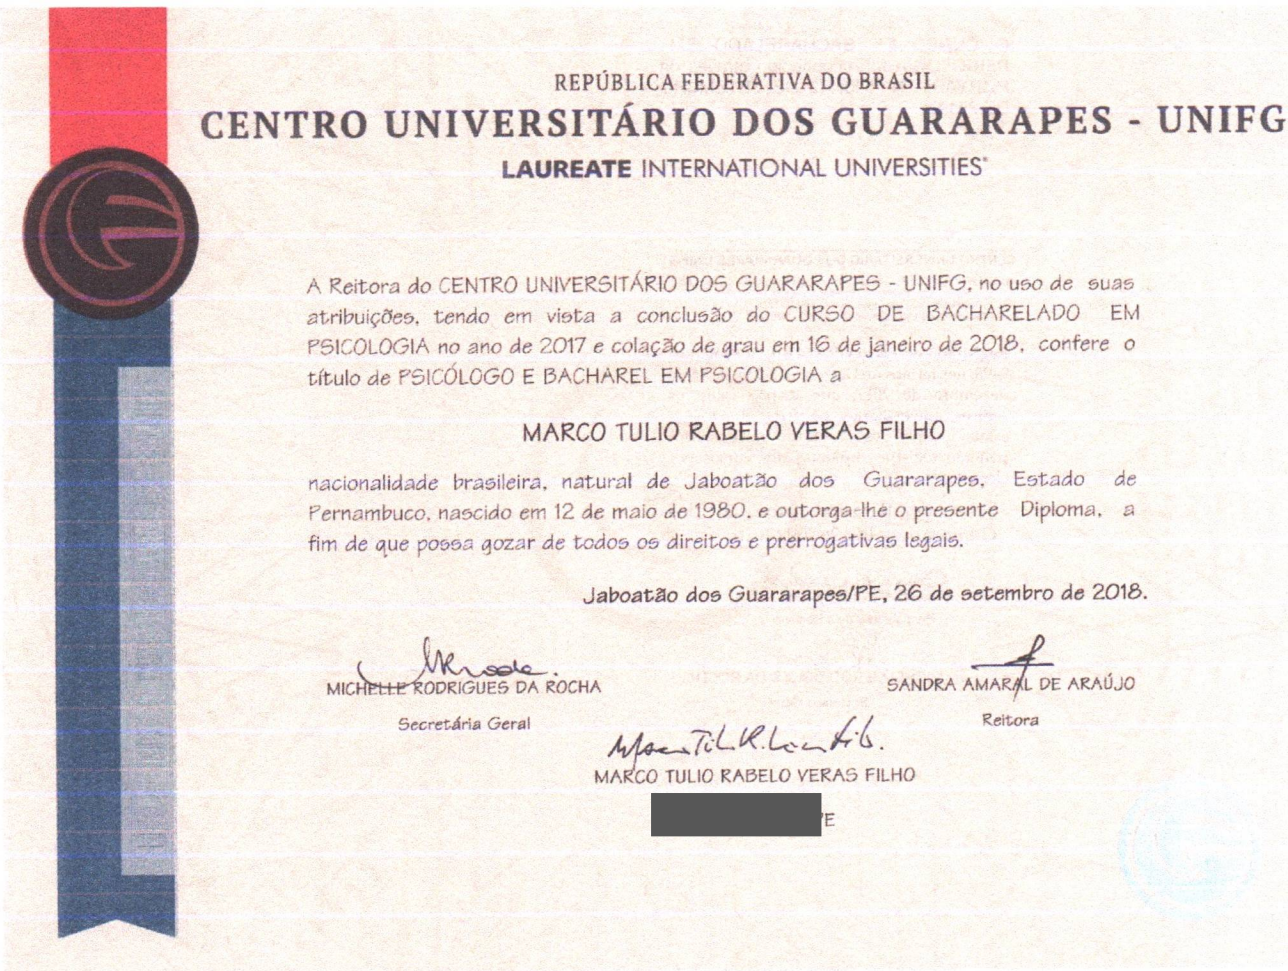 REPÚBLICA FEDERATIVA DO BRASIL
CENTRO UNIVERSITÁRIO DOS GUARARAPES - UNIFG
LAUREATE INTERNATIONAL UNIVERSITIES®
A Reitora do CENTRO UNIVERSITÁRIO DOS GUARARAPES - UNIFG, no uso de suas
atribuições, tendo em vista a conclusão do CURSO DE BACHARELADO EM
PSICOLOGIA no ano de 2017 e colação de grau em 16 de janeiro de 2018, confere o
título de PSICÓLOGO E BACHAREL EM PSICOLOGIA a
MARCO TULIO RABELO VERAS FILHO
nacionalidade brasileira, natural de Jaboatão dos Guararapes, Estado de
Pernambuco, nascido em 12 de maio de 1980, e outorga-lhe o presente Diploma, a
fim de que possa gozar de todos os direitos e prerrogativas legais.
Jaboatão dos Guararapes/PE, 26 de setembro de 2018.
MICHELLE RODRIGUES DA ROCHA
Secretária Geral
SANDRA AMARAL DE ARAÚJO
Reitora
MARCO TULIO RABELO VERAS FILHO